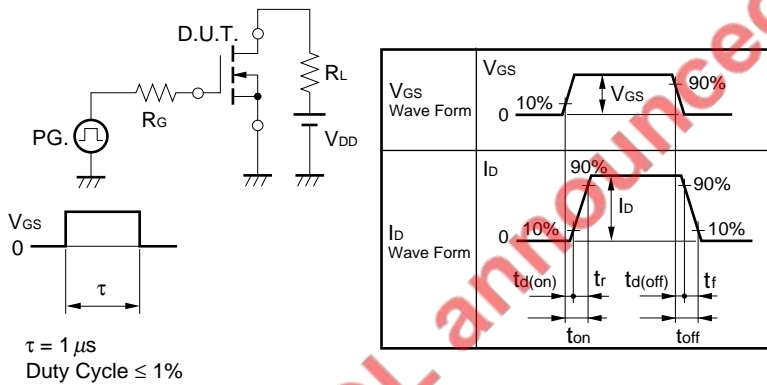 D.U.T.
RL
RG
PG.
VDD
VGS
0
τ
τ = 1 μs
Duty Cycle ≤ 1%
VGS
Wave Form
VGS
10%
0
VGS
90%
ID
Wave Form
ID
90%
90%
10%
ID
10%
0
td(on) tr td(off) tf
ton toff
EOL announced